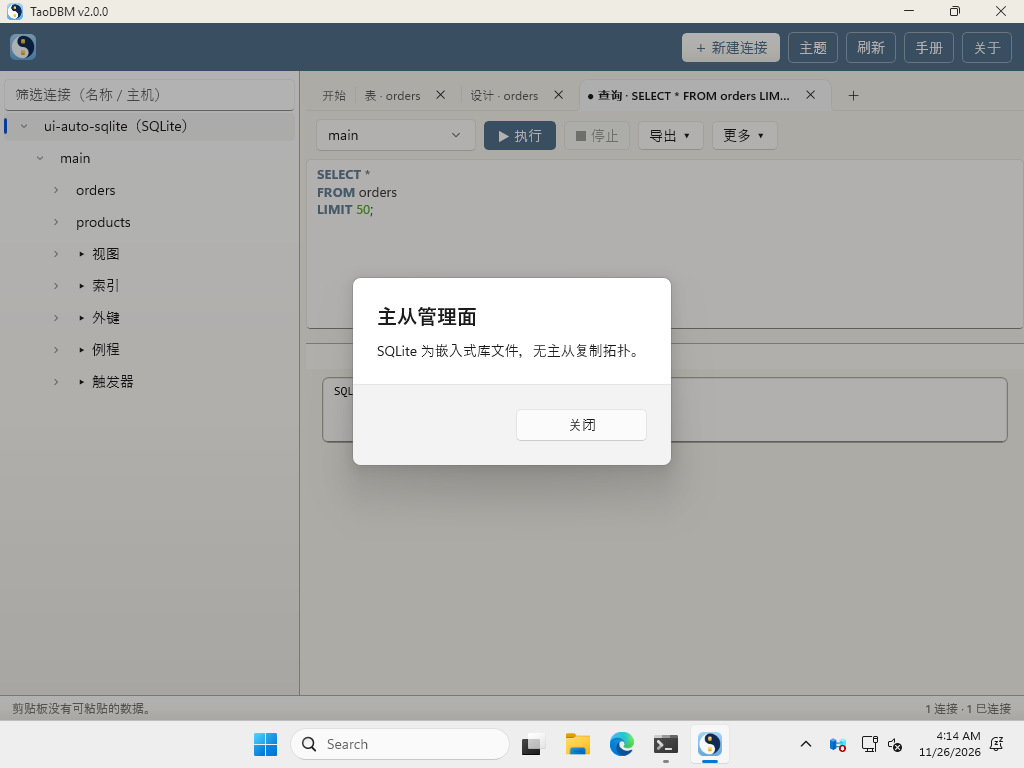 TaoDBM v2.0.0
+ 新建连接
主题
刷新
手册
关于
筛选连接（名称 / 主机）
ui-auto-sqlite（SQLite）
main
orders
products
视图
索引
外键
例程
触发器
开始
表 · orders
设计 · orders
● 查询 · SELECT * FROM orders LIM...
main
执行
停止
导出
更多
SELECT *
FROM orders
LIMIT 50;
主从管理面
SQLite 为嵌入式库文件，无主从复制拓扑。
关闭
SQL
剪贴板没有可粘贴的数据。
1 连接 · 1 已连接
Search
4:14 AM
11/26/2026